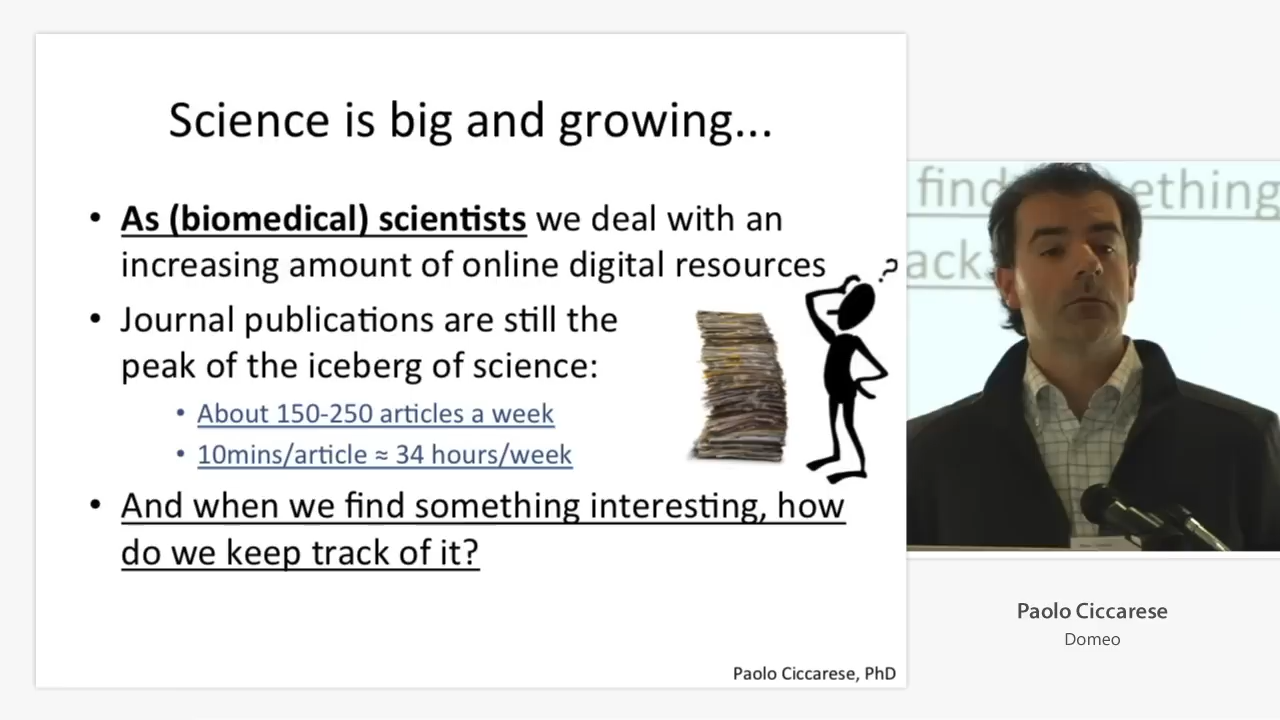 Science is big and growing...
• As (biomedical) scientists we deal with an
increasing amount of online digital resources
• Journal publications are still the
peak of the iceberg of science:
• About 150-250 articles a week
• 10mins/article ≈ 34 hours/week
• And when we find something interesting, how
do we keep track of it?
Paolo Ciccarese, PhD
?
find something
ack
Paolo Ciccarese
Domeo